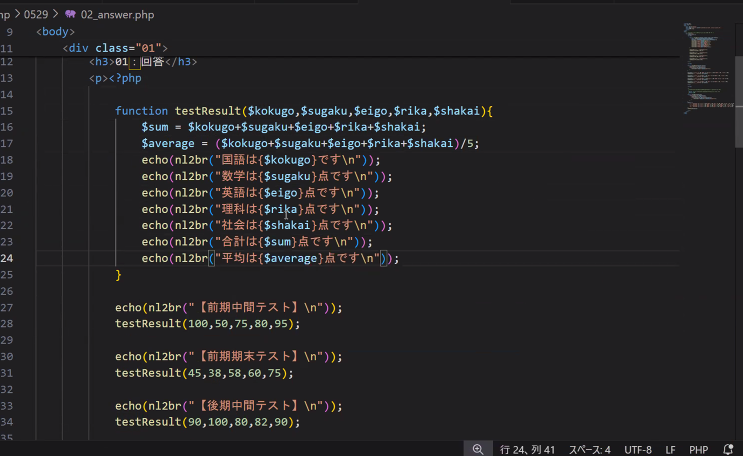 hp > 0529 > 02_answer.php
9 <body>
11 <div class="01">
12 <h3>01：回答</h3>
13 <p><?php
14
15 function testResult($kokugo,$sugaku,$eigo,$rika,$shakai){
16 $sum = $kokugo+$sugaku+$eigo+$rika+$shakai;
17 $average = ($kokugo+$sugaku+$eigo+$rika+$shakai)/5;
18 echo(nl2br("国語は{$kokugo}です\n"));
19 echo(nl2br("数学は{$sugaku}点です\n"));
20 echo(nl2br("英語は{$eigo}点です\n"));
21 echo(nl2br("理科は{$rika}点です\n"));
22 echo(nl2br("社会は{$shakai}点です\n"));
23 echo(nl2br("合計は{$sum}点です\n"));
24 echo(nl2br("平均は{$average}点です\n"));
25 }
26
27 echo(nl2br("【前期中間テスト】\n"));
28 testResult(100,50,75,80,95);
29
30 echo(nl2br("【前期期末テスト】\n"));
31 testResult(45,38,58,60,75);
32
33 echo(nl2br("【後期中間テスト】\n"));
34 testResult(90,100,80,82,90);
35
行 24、列 41 スペース: 4 UTF-8 LF PHP